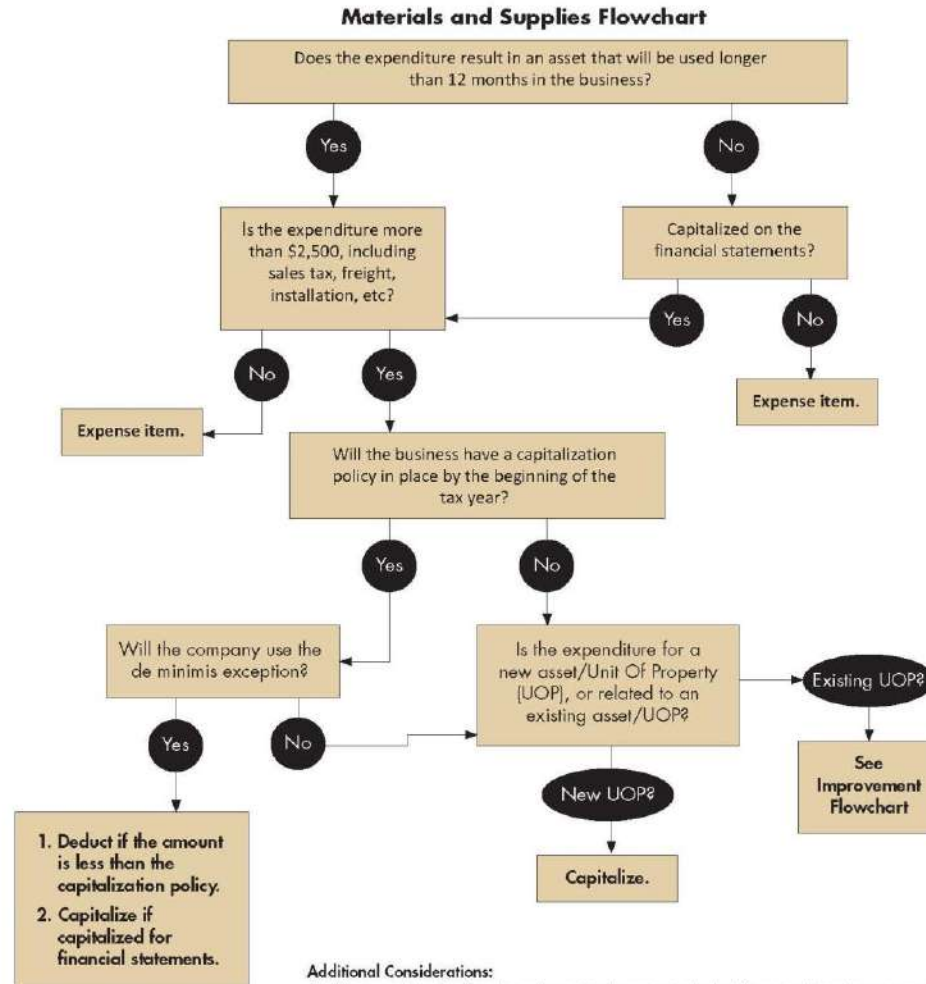 Materials and Supplies Flowchart
Does the expenditure result in an asset that will be used longer
than 12 months in the business?
Yes
No
Is the expenditure more
than $2,500, including
sales tax, freight,
installation, etc?
Capitalized on the
financial statements?
Yes
No
No
Yes
Expense item.
Expense item.
Will the business have a capitalization
policy in place by the beginning of the
tax year?
Yes
No
Will the company use the
de minimis exception?
Is the expenditure for a
new asset/Unit Of Property
(UOP), or related to an
existing asset/UOP?
Existing UOP?
Yes
No
See
Improvement
Flowchart
New UOP?
1. Deduct if the amount
is less than the
capitalization policy.
2. Capitalize if
capitalized for
financial statements.
Capitalize.
Additional Considerations: